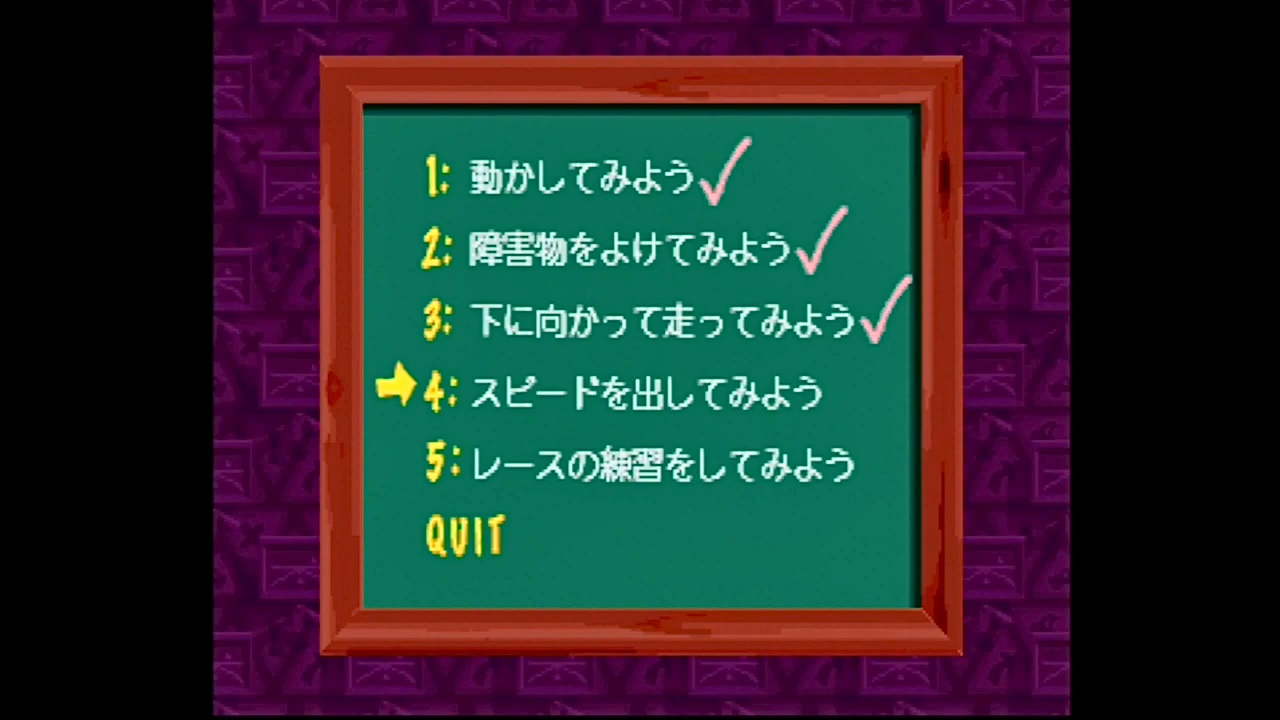 1: 動かしてみよう
2: 障害物をよけてみよう
3: 下に向かって走ってみよう
4: スピードを出してみよう
5: レースの練習をしてみよう
QUIT